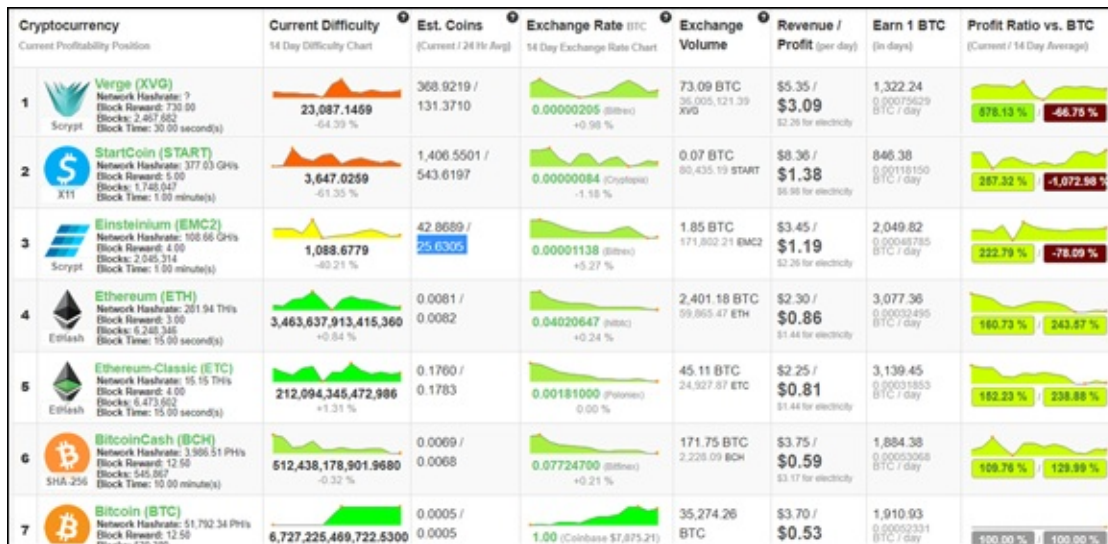 Cryptocurrency
Current Profitability Position
Current Difficulty
14 Day Difficulty Chart
Est. Coins
(Current / 24 Hr Avg)
Exchange Rate BTC
14 Day Exchange Rate Chart
Exchange
Volume
Revenue /
Profit (per day)
Earn 1 BTC
(in days)
Profit Ratio vs. BTC
(Current / 14 Day Average)
1
Scrypt
Verge (XVG)
Network Hashrate: ?
Block Reward: 730.00
Blocks: 2,467,682
Block Time: 30.00 second(s)
23,087.1459
-64.39 %
368.9219 /
131.3710
0.00000205 (Bittrex)
+0.98 %
73.09 BTC
36,005,121.39
XVG
$5.35 /
$3.09
$2.26 for electricity
1,322.24
0.00075629
BTC / day
578.13 % / -66.75 %
2
X11
StartCoin (START)
Network Hashrate: 377.03 GH/s
Block Reward: 5.00
Blocks: 1,748,047
Block Time: 1.00 minute(s)
3,647.0259
-61.35 %
1,406.5501 /
543.6197
0.00000084 (Cryptopia)
-1.18 %
0.07 BTC
80,435.19 START
$8.36 /
$1.38
$6.98 for electricity
846.38
0.00118150
BTC / day
257.32 % / -1,072.98 %
3
Scrypt
Einsteinium (EMC2)
Network Hashrate: 108.66 GH/s
Block Reward: 4.00
Blocks: 2,045,314
Block Time: 1.00 minute(s)
1,088.6779
-40.21 %
42.8689 /
25.6305
0.00001138 (Bittrex)
+5.27 %
1.85 BTC
171,802.21 EMC2
$3.45 /
$1.19
$2.26 for electricity
2,049.82
0.00048785
BTC / day
222.79 % / -78.09 %
4
EtHash
Ethereum (ETH)
Network Hashrate: 281.94 TH/s
Block Reward: 3.00
Blocks: 6,248,346
Block Time: 15.00 second(s)
3,463,637,913,415,360
+0.84 %
0.0081 /
0.0082
0.04020647 (hitbtc)
+0.24 %
2,401.18 BTC
59,865.47 ETH
$2.30 /
$0.86
$1.44 for electricity
3,077.36
0.00032495
BTC / day
160.73 % / 243.57 %
5
EtHash
Ethereum-Classic (ETC)
Network Hashrate: 15.15 TH/s
Block Reward: 4.00
Blocks: 6,473,602
Block Time: 15.00 second(s)
212,094,345,472,986
+1.31 %
0.1760 /
0.1783
0.00181000 (Poloniex)
0.00 %
45.11 BTC
24,927.87 ETC
$2.25 /
$0.81
$1.44 for electricity
3,139.45
0.00031853
BTC / day
152.23 % / 238.88 %
6
SHA-256
BitcoinCash (BCH)
Network Hashrate: 3,986.51 PH/s
Block Reward: 12.50
Blocks: 545,867
Block Time: 10.00 minute(s)
512,438,178,901.9680
-0.32 %
0.0069 /
0.0068
0.07724700 (Bitfinex)
+0.21 %
171.75 BTC
2,228.09 BCH
$3.75 /
$0.59
$3.17 for electricity
1,884.38
0.00053068
BTC / day
109.76 % / 129.99 %
7
Bitcoin (BTC)
Network Hashrate: 51,792.34 PH/s
Block Reward: 12.50
6,727,225,469,722.5300
0.0005 /
0.0005
1.00 (Coinbase $7,075.21)
35,274.26
BTC
$3.70 /
$0.53
1,910.93
0.00052331
BTC / day
100.00 % / 100.00 %